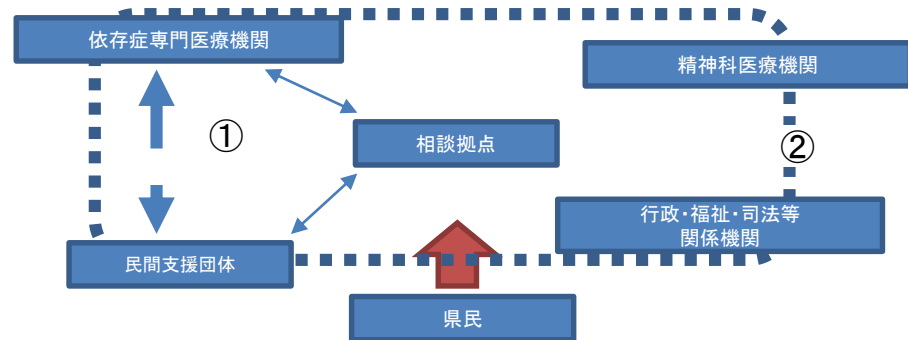 依存症専門医療機関
精神科医療機関
①
相談拠点
②
行政・福祉・司法等
関係機関
民間支援団体
県民